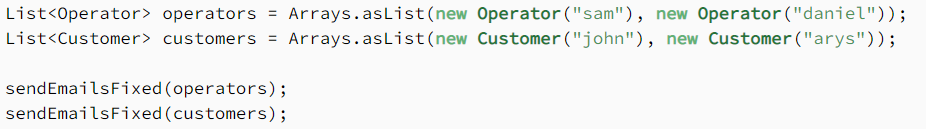 List<Operator> operators = Arrays.asList(new Operator("sam"), new Operator("daniel"));
List<Customer> customers = Arrays.asList(new Customer("john"), new Customer("arys"));
sendEmailsFixed(operators);
sendEmailsFixed(customers);